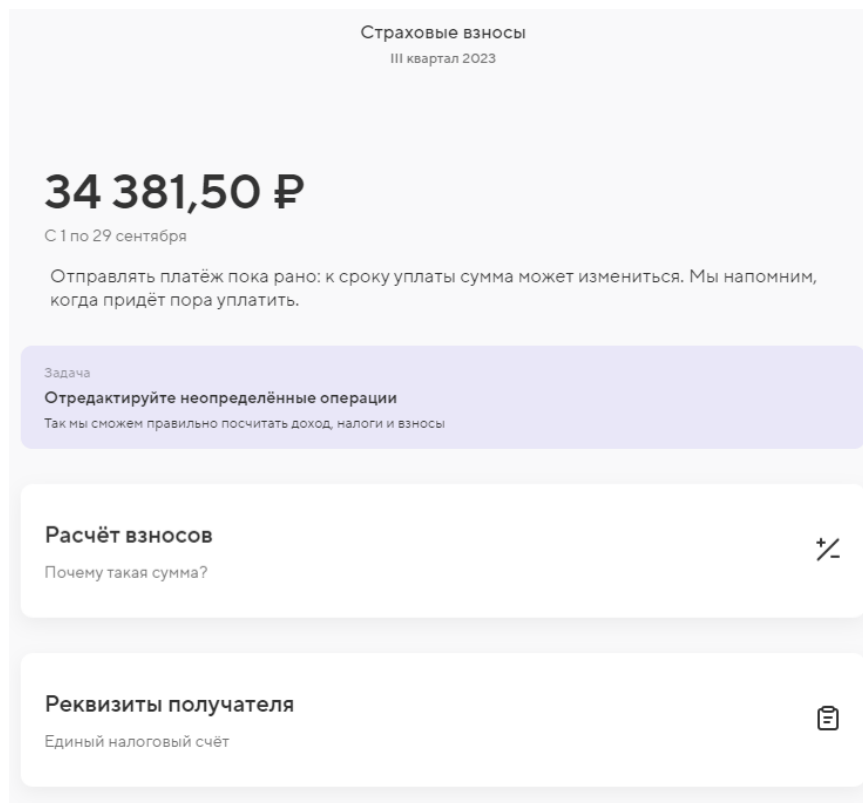 Страховые взносы
III квартал 2023
34 381,50 ₽
С 1 по 29 сентября
Отправлять платёж пока рано: к сроку уплаты сумма может измениться. Мы напомним,
когда придёт пора уплатить.
Задача
Отредактируйте неопределённые операции
Так мы сможем правильно посчитать доход, налоги и взносы
Расчёт взносов
Почему такая сумма?
Реквизиты получателя
Единый налоговый счёт